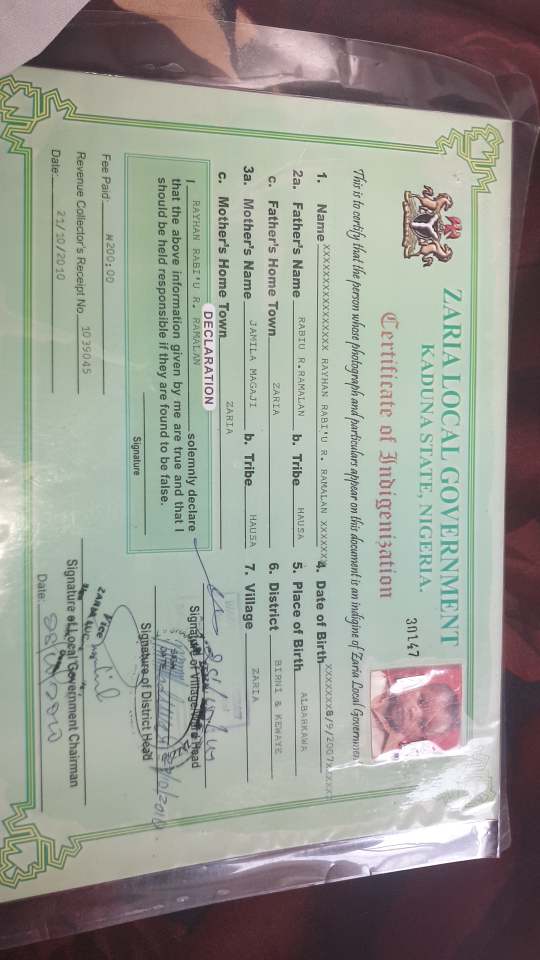 ZARIA LOCAL GOVERNMENT
KADUNA STATE, NIGERIA.
Certificate of Indigenization
30147
This is to certify that the person whose photograph and particulars appear on this document is an indigine of Zaria Local Governmen
1. Name XXXXXXXXXXXXXXXXX RAYHAN RABI'U R. RAMALAN XXXXXXX 4. Date of Birth XXXXXXX8/9/2007XXXXX
2a. Father's Name RABIU R.RAMALAN b. Tribe HAUSA 5. Place of Birth ALBARKAWA
c. Father's Home Town ZARIA 6. District BIRNI & KEWAYE
3a. Mother's Name JAMILA MAGAJI b. Tribe HAUSA 7. Village ZARIA
c. Mother's Home Town ZARIA
DECLARATION
I RAYHAN RABI'U R. RAMALAN solemnly declare
that the above information given by me are true and that I
should be held responsible if they are found to be false.
Signature
Signature of Village Head
Signature of District Head
Fee Paid: ₦200:00
Revenue Collector's Receipt No. 1039045
Date: 21/10/2010
Signature of Local Government Chairman
Date: